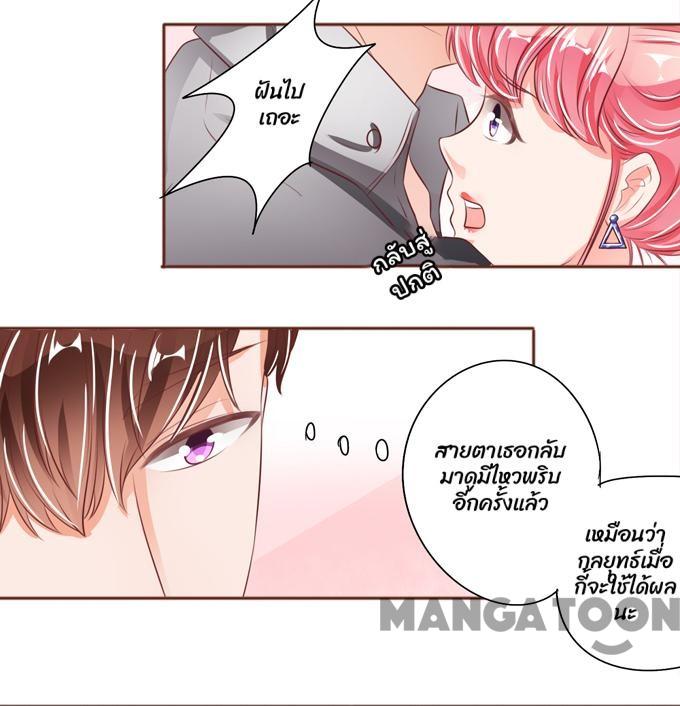 ฝันไป
เถอะ
กลับสู่
ปกติ
สายตาเธอกลับ
มาดูมีไหวพริบ
อีกครั้งแล้ว
เหมือนว่า
กลยุทธ์เมื่อ
กี้จะใช้ได้ผล
นะ
MANGATOON